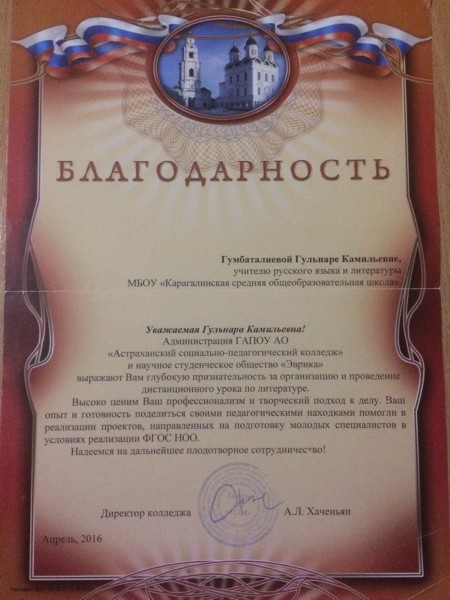 БЛАГОДАРНОСТЬ
Гумбаталиевой Гульнаре Камильевне,
учителю русского языка и литературы
МБОУ «Карагалинская средняя общеобразовательная школа».
Уважаемая Гульнара Камильевна!
Администрация ГАПОУ АО
«Астраханский социально-педагогический колледж»
и научное студенческое общество «Эврика»
выражают Вам глубокую признательность за организацию и проведение
дистанционного урока по литературе.
Высоко ценим Ваш профессионализм и творческий подход к делу. Ваш
опыт и готовность поделиться своими педагогическими находками помогли в
реализации проектов, направленных на подготовку молодых специалистов в
условиях реализации ФГОС НОО.
Надеемся на дальнейшее плодотворное сотрудничество!
Директор колледжа А.Л. Хаченьян
Апрель, 2016